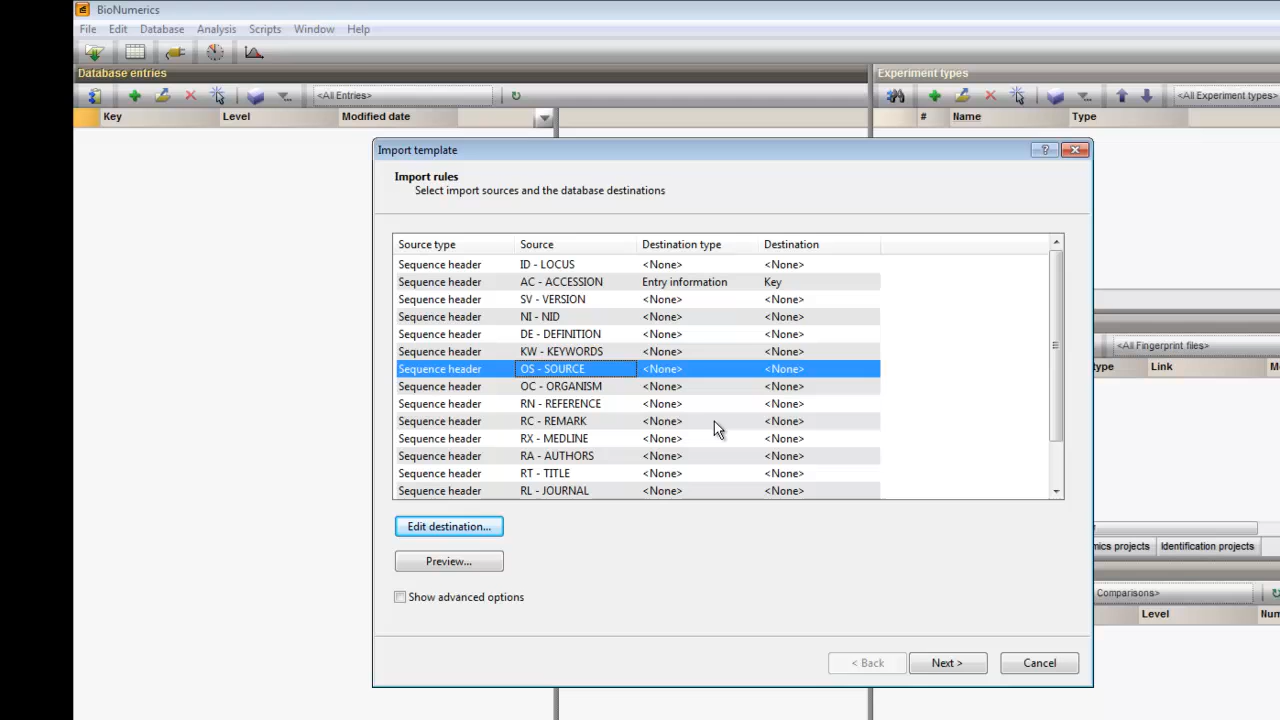 BioNumerics
File Edit Database Analysis Scripts Window Help
Database entries
Experiment types
<All Entries>
<All Experiment types>
Key Level Modified date
# Name Type
Import template
Import rules
Select import sources and the database destinations
Source type Source Destination type Destination
Sequence header ID - LOCUS <None> <None>
Sequence header AC - ACCESSION Entry information Key
Sequence header SV - VERSION <None> <None>
Sequence header NI - NID <None> <None>
Sequence header DE - DEFINITION <None> <None>
Sequence header KW - KEYWORDS <None> <None>
Sequence header OS - SOURCE <None> <None>
Sequence header OC - ORGANISM <None> <None>
Sequence header RN - REFERENCE <None> <None>
Sequence header RC - REMARK <None> <None>
Sequence header RX - MEDLINE <None> <None>
Sequence header RA - AUTHORS <None> <None>
Sequence header RT - TITLE <None> <None>
Sequence header RL - JOURNAL <None> <None>
<All Fingerprint files>
type Link
Edit destination...
Preview...
Show advanced options
mics projects Identification projects
Comparisons>
Level Num
< Back Next > Cancel